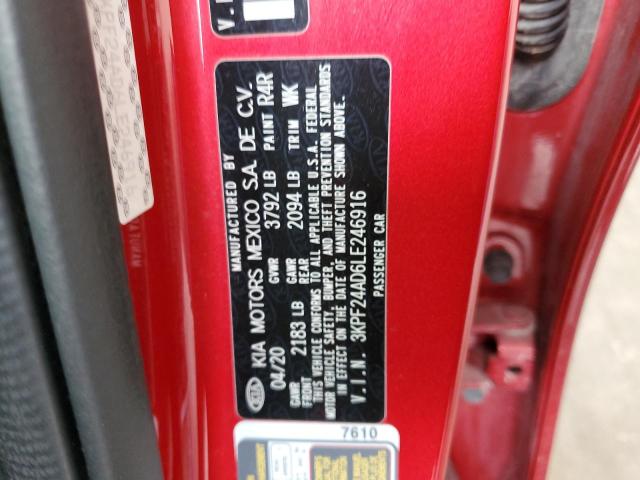 MANUFACTURED BY
KIA KIA MOTORS MEXICO S.A. DE C.V.
04/20 GVWR 3792 LB PAINT R4R
GAWR FRONT 2183 LB GAWR REAR 2094 LB TRIM WK
THIS VEHICLE CONFORMS TO ALL APPLICABLE U.S.A. FEDERAL
MOTOR VEHICLE SAFETY, BUMPER, AND THEFT PREVENTION STANDARDS
IN EFFECT ON THE DATE OF MANUFACTURE SHOWN ABOVE.
V.I.N. 3KPF24AD6LE246916
PASSENGER CAR
7610
V.I